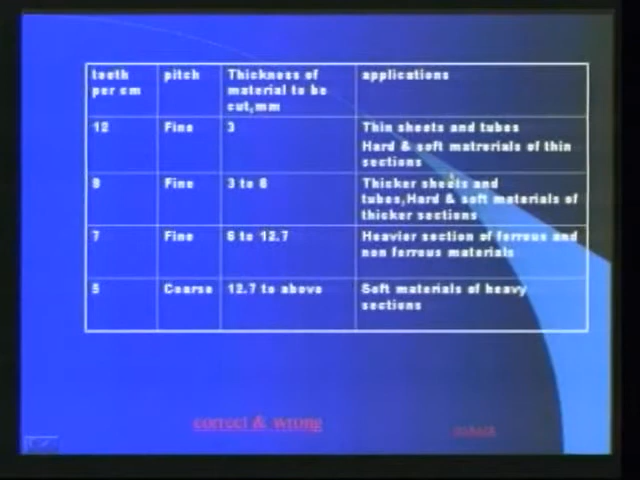 teeth per cm pitch Thickness of material to be cut,mm applications
12 Fine 3 Thin sheets and tubes
Hard & soft matrerials of thin sections
Fine 3 to 6 Thicker sheets and tubes,Hard & soft materials of thicker sections
7 Fine 6 to 12.7 Heavier section of ferrous and non ferrous materials
5 Coarse 12.7 to above Soft materials of heavy sections
correct & wrong